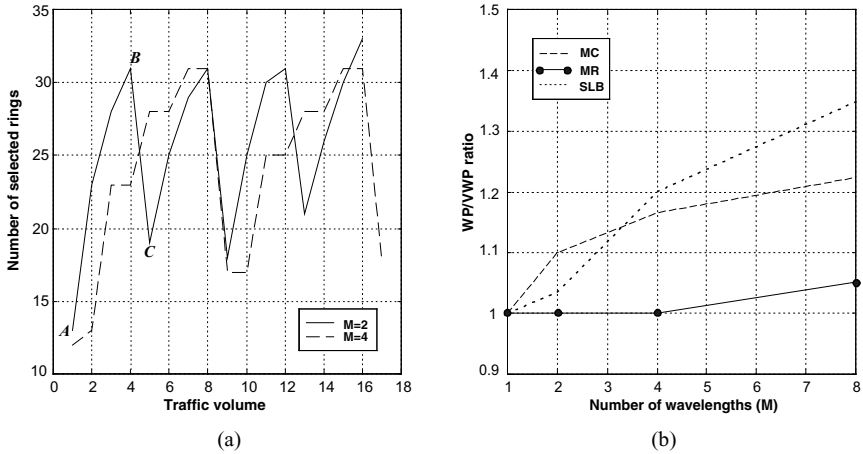 35
30
25
20
15
10
Number of selected rings
A
B
C
M=2
M=4
0 2 4 6 8 10 12 14 16 18
Traffic volume
(a)
1.5
1.4
1.3
1.2
1.1
1
0.9
WP/VWP ratio
MC
MR
SLB
1 2 3 4 5 6 7 8
Number of wavelengths (M)
(b)